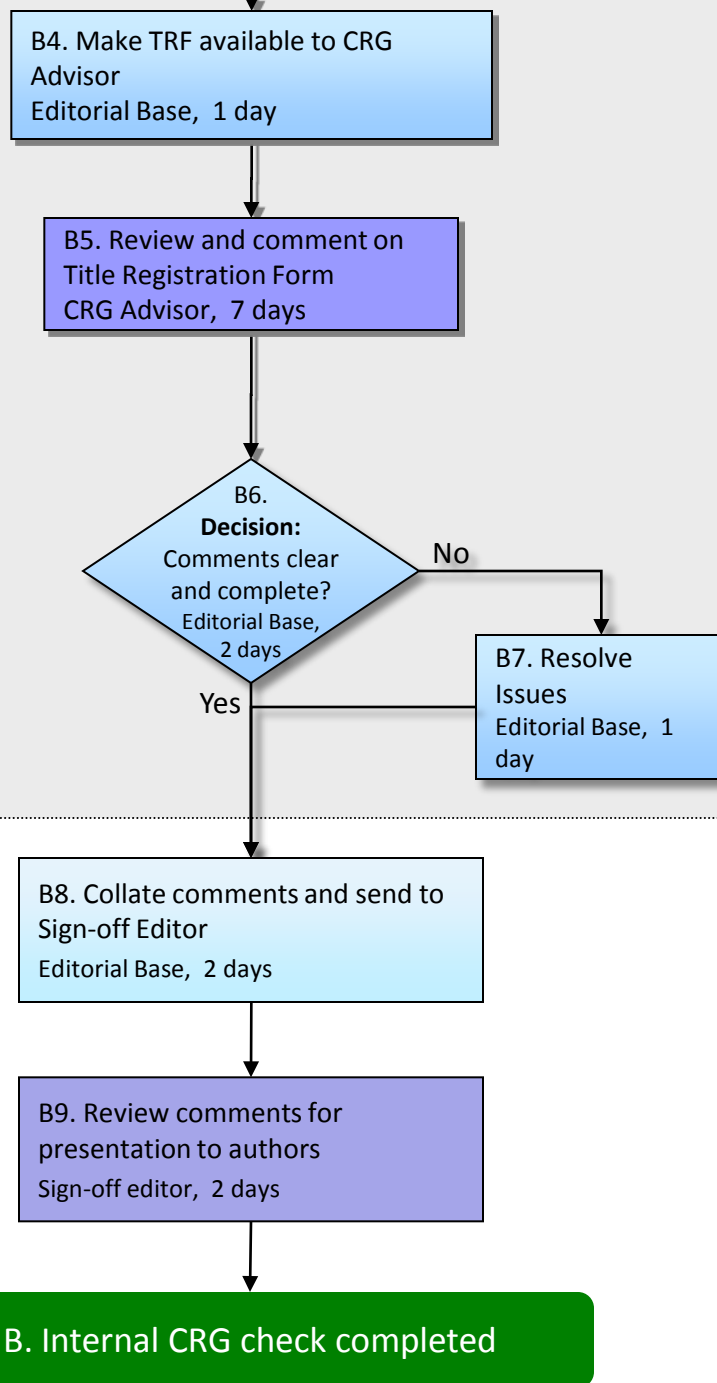 B4. Make TRF available to CRG
Advisor
Editorial Base, 1 day
B5. Review and comment on
Title Registration Form
CRG Advisor, 7 days
B6.
Decision:
Comments clear
and complete?
Editorial Base,
2 days
No
B7. Resolve
Issues
Editorial Base, 1
day
Yes
B8. Collate comments and send to
Sign-off Editor
Editorial Base, 2 days
B9. Review comments for
presentation to authors
Sign-off editor, 2 days
B. Internal CRG check completed